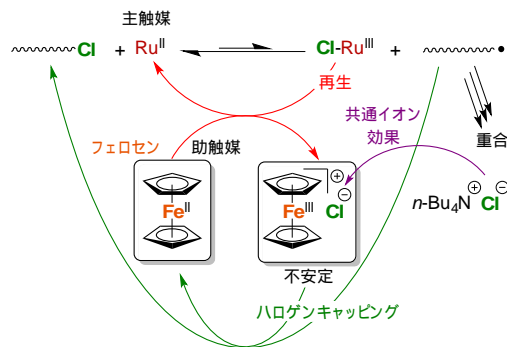 主触媒
Cl + Ru^II Cl-Ru^III +
再生
共通イオン
効果
重合
フェロセン 助触媒
Fe^II Fe^III ⊕ ⊖ Cl
n-Bu4N ⊕ Cl ⊖
不安定
ハロゲンキャッピング